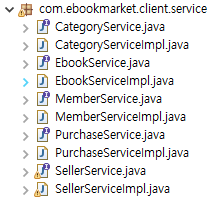 com.ebookmarket.client.service
CategoryService.java
CategoryServiceImpl.java
EbookService.java
EbookServiceImpl.java
MemberService.java
MemberServiceImpl.java
PurchaseService.java
PurchaseServiceImpl.java
SellerService.java
SellerServiceImpl.java